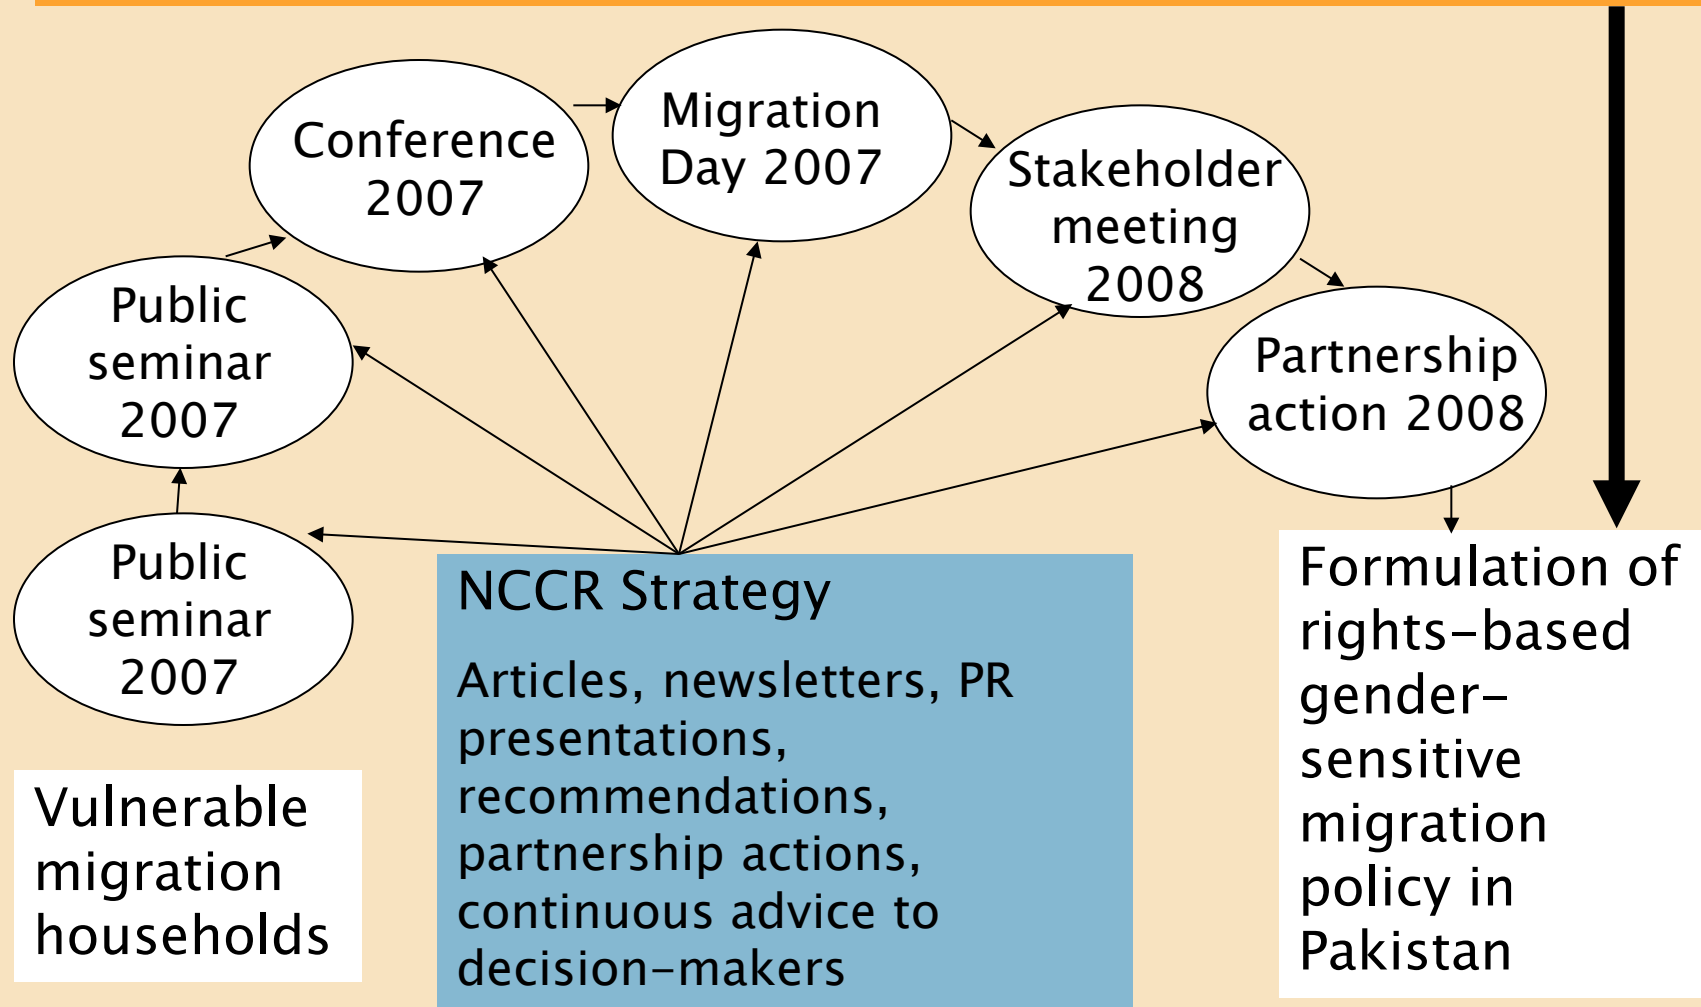 Conference
2007
Migration
Day 2007
Stakeholder
meeting
2008
Public
seminar
2007
Partnership
action 2008
Public
seminar
2007
NCCR Strategy
Articles, newsletters, PR
presentations,
recommendations,
partnership actions,
continuous advice to
decision-makers
Vulnerable
migration
households
Formulation of
rights-based
gender-
sensitive
migration
policy in
Pakistan